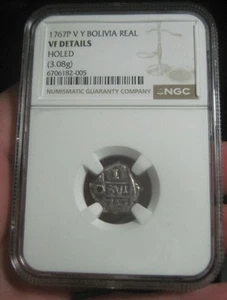 1767P V Y BOLIVIA REAL
VF DETAILS
HOLED
(3.08g)
6706182-005
NUMISMATIC GUARANTY COMPANY
NGC